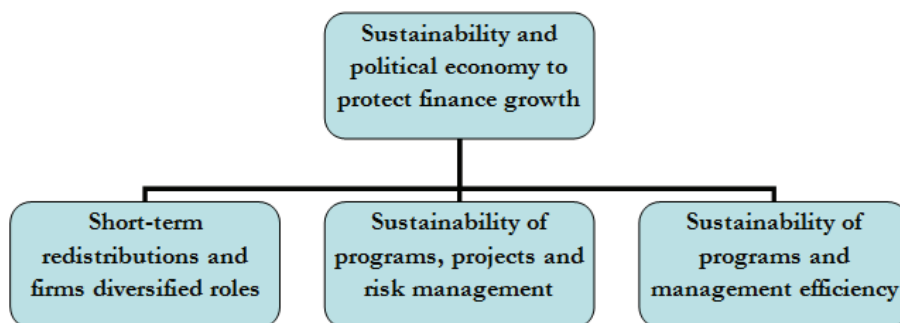 Sustainability and
political economy to
protect finance growth
Short-term
redistributions and
firms diversified roles
Sustainability of
programs, projects and
risk management
Sustainability of
programs and
management efficiency